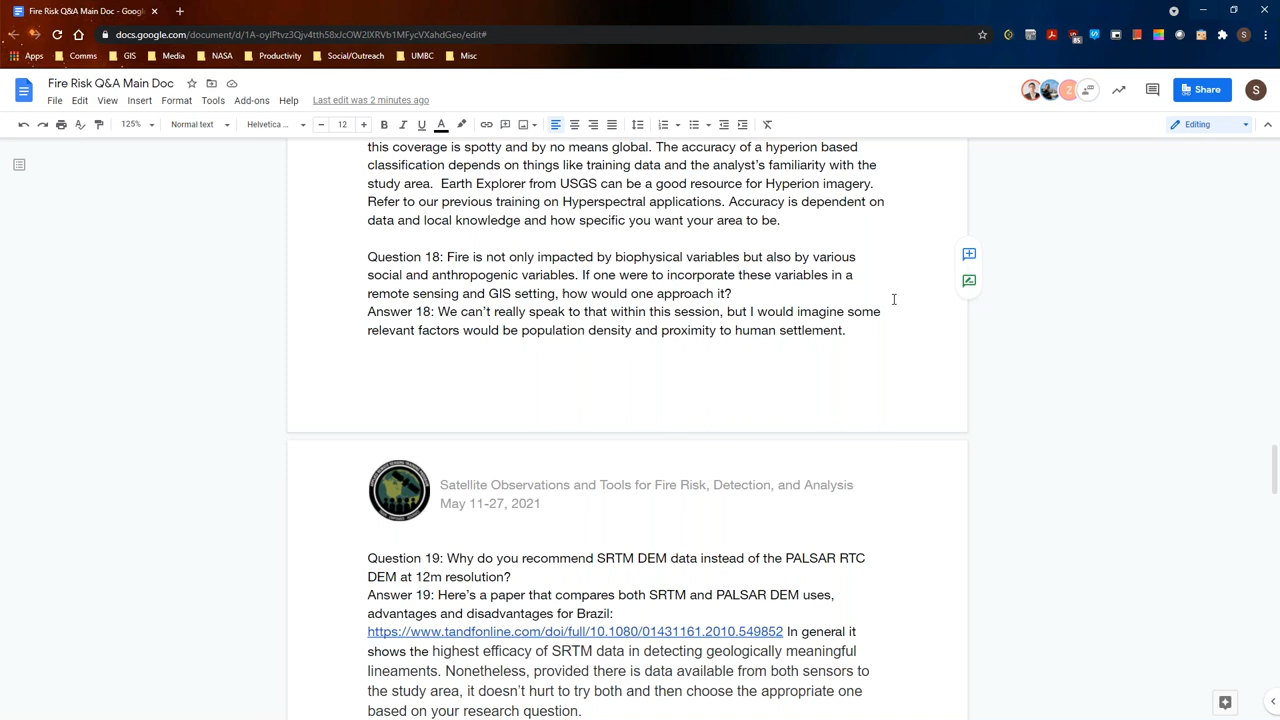 Fire Risk Q&A Main Doc - Googl
docs.google.com/document/d/1A-oyIPtvz3Qjv4tth58xJcOW2IXRVb1MFycVXahdGeo/edit#
Apps Comms GIS Media NASA Productivity Social/Outreach UMBC Misc
Fire Risk Q&A Main Doc
File Edit View Insert Format Tools Add-ons Help Last edit was 2 minutes ago
Z Share S
125% Normal text Helvetica ... 12 B I U A Editing
this coverage is spotty and by no means global. The accuracy of a hyperion based
classification depends on things like training data and the analyst's familiarity with the
study area. Earth Explorer from USGS can be a good resource for Hyperion imagery.
Refer to our previous training on Hyperspectral applications. Accuracy is dependent on
data and local knowledge and how specific you want your area to be.
Question 18: Fire is not only impacted by biophysical variables but also by various
social and anthropogenic variables. If one were to incorporate these variables in a
remote sensing and GIS setting, how would one approach it?
Answer 18: We can't really speak to that within this session, but I would imagine some
relevant factors would be population density and proximity to human settlement.
Satellite Observations and Tools for Fire Risk, Detection, and Analysis
May 11-27, 2021
Question 19: Why do you recommend SRTM DEM data instead of the PALSAR RTC
DEM at 12m resolution?
Answer 19: Here's a paper that compares both SRTM and PALSAR DEM uses,
advantages and disadvantages for Brazil:
https://www.tandfonline.com/doi/full/10.1080/01431161.2010.549852 In general it
shows the highest efficacy of SRTM data in detecting geologically meaningful
lineaments. Nonetheless, provided there is data available from both sensors to
the study area, it doesn't hurt to try both and then choose the appropriate one
based on your research question.